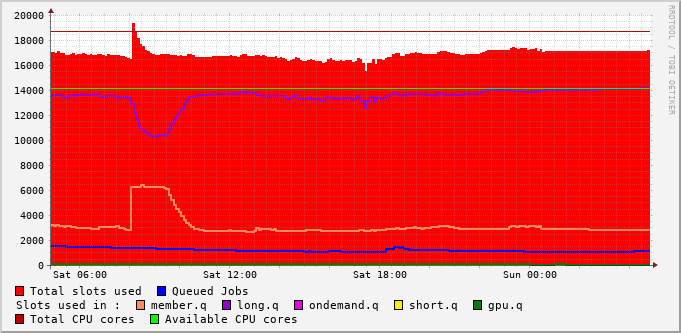 RRDTOOL / TOBI OETIKER
20000
18000
16000
14000
12000
10000
8000
6000
4000
2000
0
Sat 06:00 Sat 12:00 Sat 18:00 Sun 00:00
Total slots used Queued Jobs
Slots used in : member.q long.q ondemand.q short.q gpu.q
Total CPU cores Available CPU cores